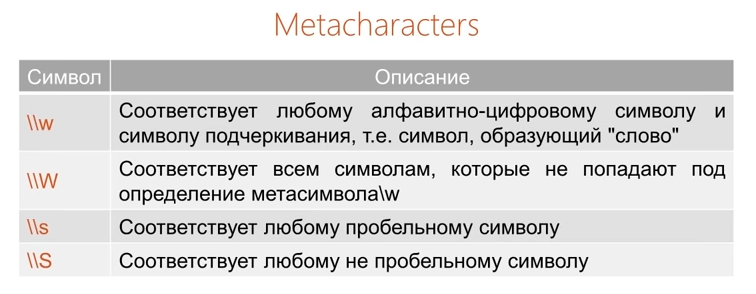 Metacharacters
Символ Описание
\\w Соответствует любому алфавитно-цифровому символу и
символу подчеркивания, т.е. символ, образующий "слово"
\\W Соответствует всем символам, которые не попадают под
определение метасимвола\w
\\s Соответствует любому пробельному символу
\\S Соответствует любому не пробельному символу